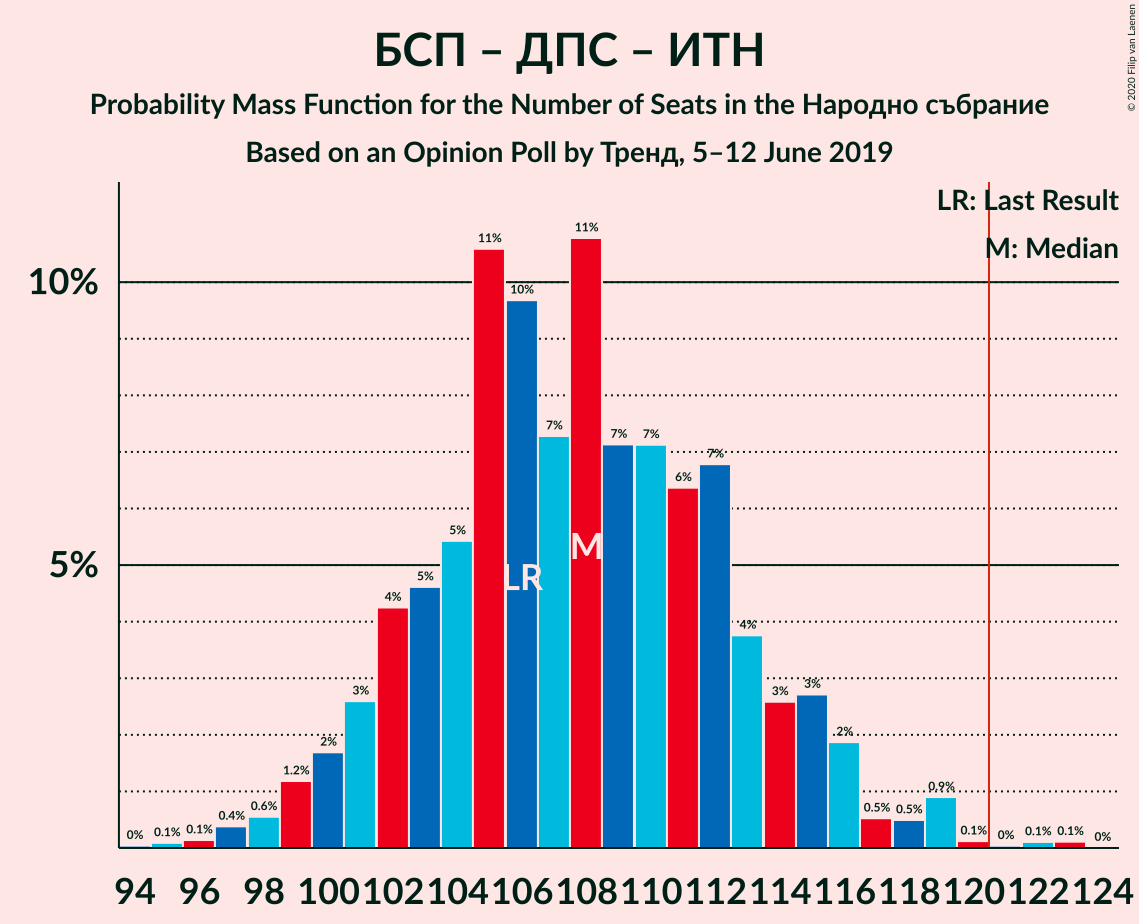 БСП – ДПС – ИТН
Probability Mass Function for the Number of Seats in the Народно събрание
Based on an Opinion Poll by Тренд, 5–12 June 2019
© 2020 Filip van Laenen
LR: Last Result
M: Median
10%
5%
0% 0.1% 0.1% 0.4% 0.6% 1.2% 2% 3% 4% 5% 5% 11% 10% 7% 11% 7% 7% 6% 7% 4% 3% 3% 2% 0.5% 0.5% 0.9% 0.1% 0% 0.1% 0.1% 0%
M
LR
94 96 98 100 102 104 106 108 110 112 114 116 118 120 122 124